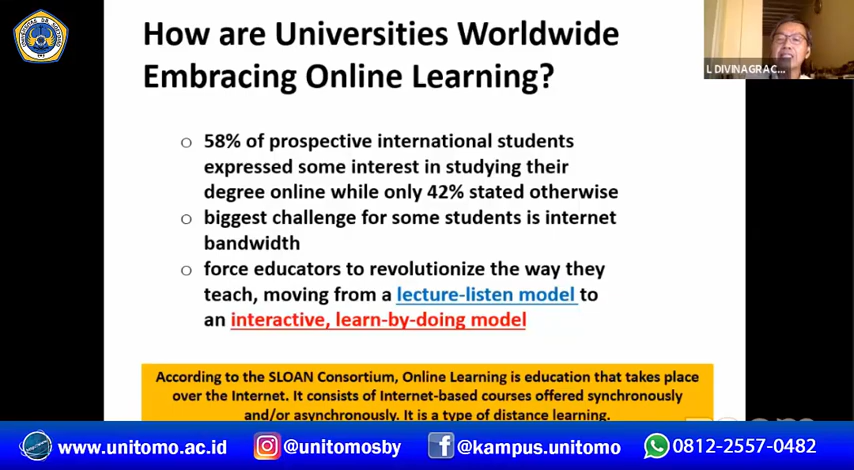 How are Universities Worldwide
Embracing Online Learning?
L DIVINAGRAC...
58% of prospective international students
expressed some interest in studying their
degree online while only 42% stated otherwise
biggest challenge for some students is internet
bandwidth
force educators to revolutionize the way they
teach, moving from a lecture-listen model to
an interactive, learn-by-doing model
According to the SLOAN Consortium, Online Learning is education that takes place
over the Internet. It consists of Internet-based courses offered synchronously
and/or asynchronously. It is a type of distance learning.
www.unitomo.ac.id @unitomosby @kampus.unitomo 0812-2557-0482